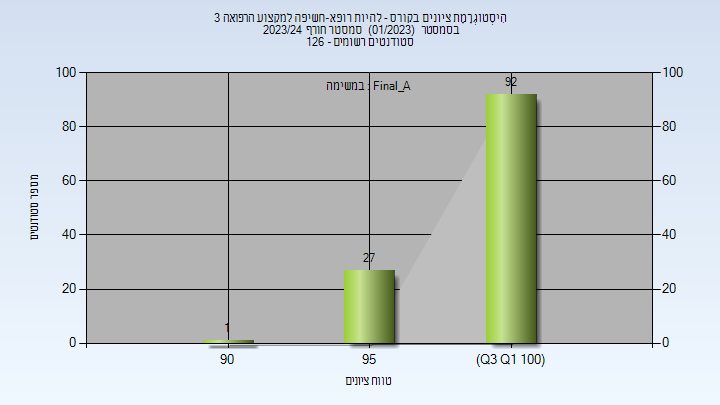 הִיסְטוֹגְרָמַת ציונים בקורס - להיות רופא-חשיפה למקצוע הרפואה 3
בסמסטר (01/2023) סמסטר חורף 2023/24
סטודנטים רשומים - 126
במשימה : Final_A
מספר סטודנטים
100
80
60
40
20
0
100
80
60
40
20
0
1
27
92
90
95
(Q3 Q1 100)
טווח ציונים